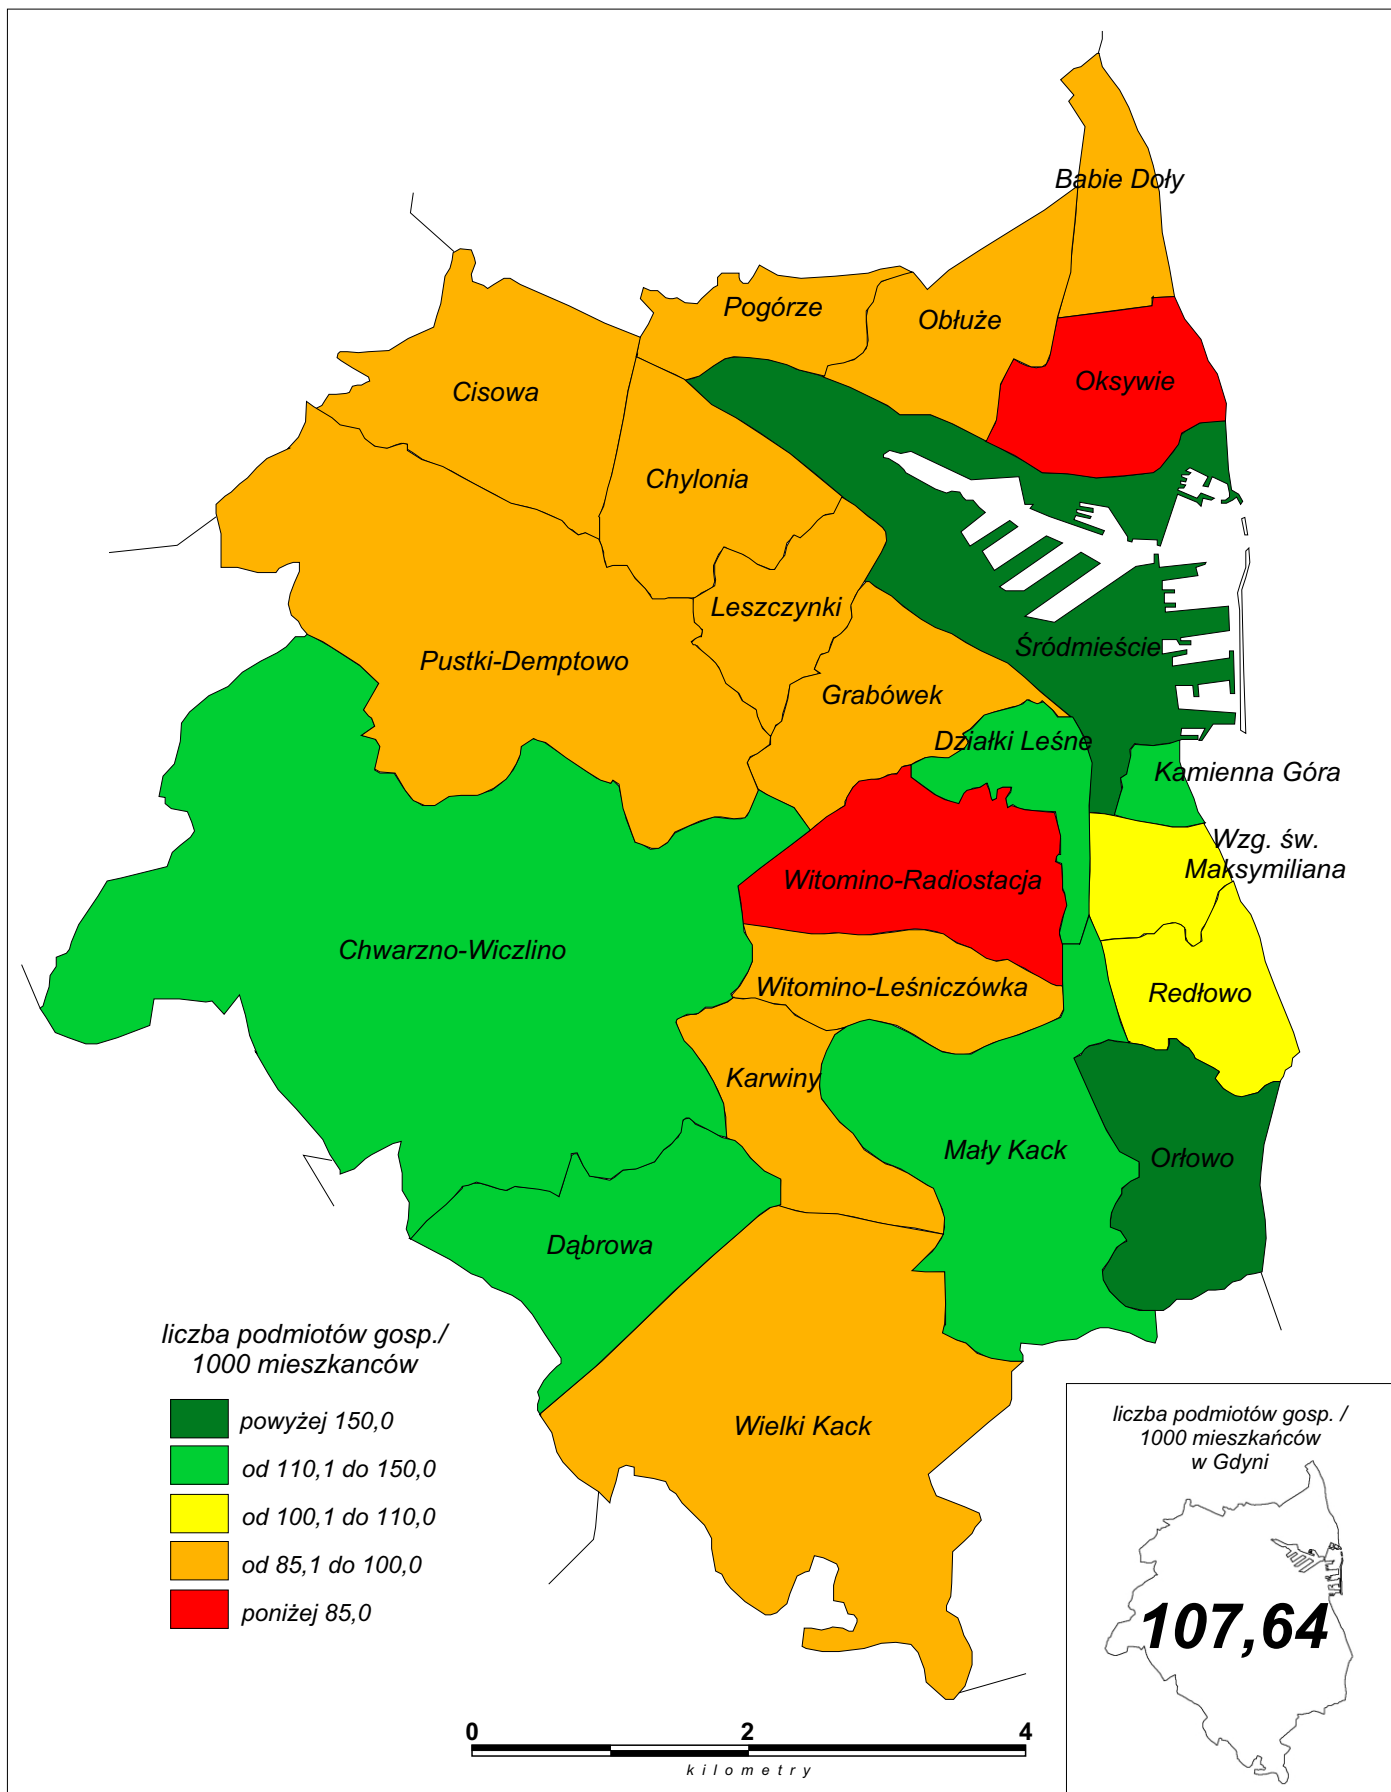 Babie Doły
Pogórze
Obłuże
Oksywie
Cisowa
Chylonia
Leszczynki
Śródmieście
Pustki-Demptowo
Grabówek
Działki Leśne
Kamienna Góra
Wzg. św.
Maksymiliana
Witomino-Radiostacja
Chwarzno-Wiczlino
Witomino-Leśniczówka
Redłowo
Karwiny
Mały Kack
Orłowo
Dąbrowa
Wielki Kack
liczba podmiotów gosp./
1000 mieszkanców
powyżej 150,0
od 110,1 do 150,0
od 100,1 do 110,0
od 85,1 do 100,0
poniżej 85,0
liczba podmiotów gosp. /
1000 mieszkańców
w Gdyni
107,64
0 2 4
kilometry